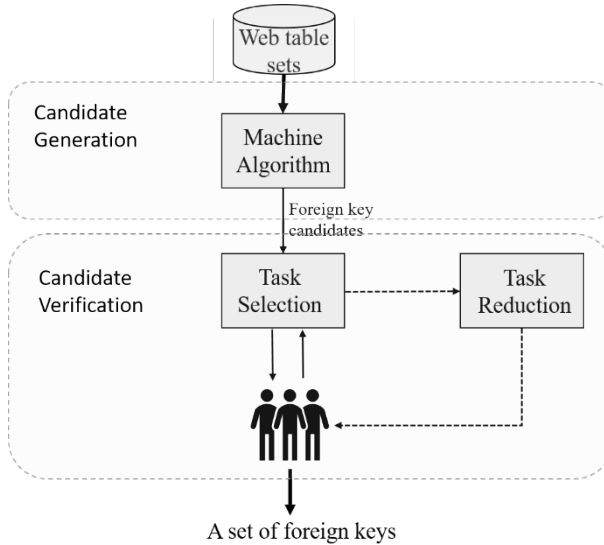 Web table
sets
Candidate
Generation
Machine
Algorithm
Foreign key
candidates
Candidate
Verification
Task
Selection
Task
Reduction
A set of foreign keys